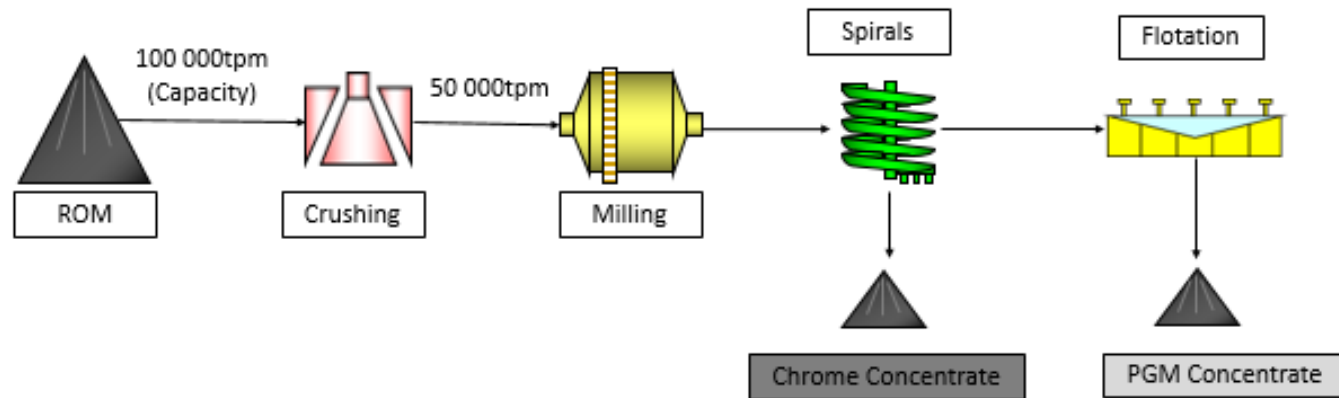 100 000tpm
(Capacity)
50 000tpm
Spirals
Flotation
ROM
Crushing
Milling
Chrome Concentrate
PGM Concentrate